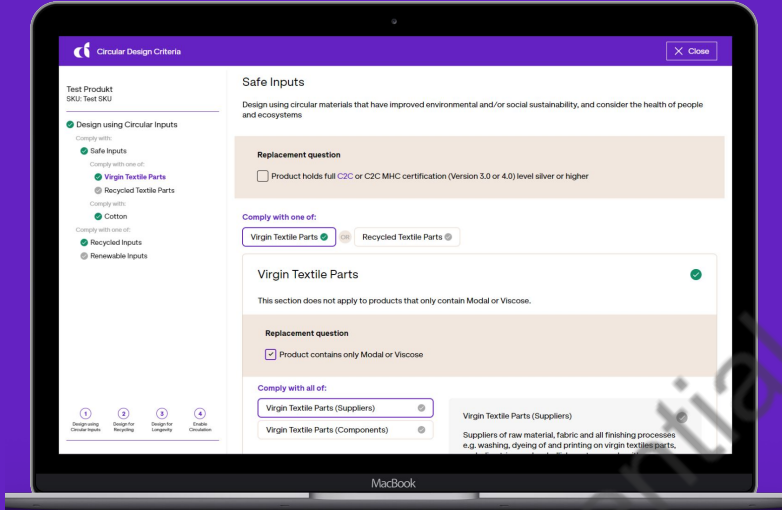 Circular Design Criteria
Close
Test Produkt
SKU: Test SKU
Design using Circular Inputs
Comply with:
Safe Inputs
Comply with one of:
Virgin Textile Parts
Recycled Textile Parts
Comply with:
Cotton
Comply with one of:
Recycled Inputs
Renewable Inputs
1
Design using
Circular Inputs
2
Design for
Recycling
3
Design for
Longevity
4
Enable
Circulation
Safe Inputs
Design using circular materials that have improved environmental and/or social sustainability, and consider the health of people
and ecosystems
Replacement question
Product holds full C2C or C2C MHC certification (Version 3.0 or 4.0) level silver or higher
Comply with one of:
Virgin Textile Parts
OR
Recycled Textile Parts
Virgin Textile Parts
This section does not apply to products that only contain Modal or Viscose.
Replacement question
Product contains only Modal or Viscose
Comply with all of:
Virgin Textile Parts (Suppliers)
Virgin Textile Parts (Components)
Virgin Textile Parts (Suppliers)
Suppliers of raw material, fabric and all finishing processes
e.g. washing, dyeing of and printing on virgin textiles parts,
MacBook
ential